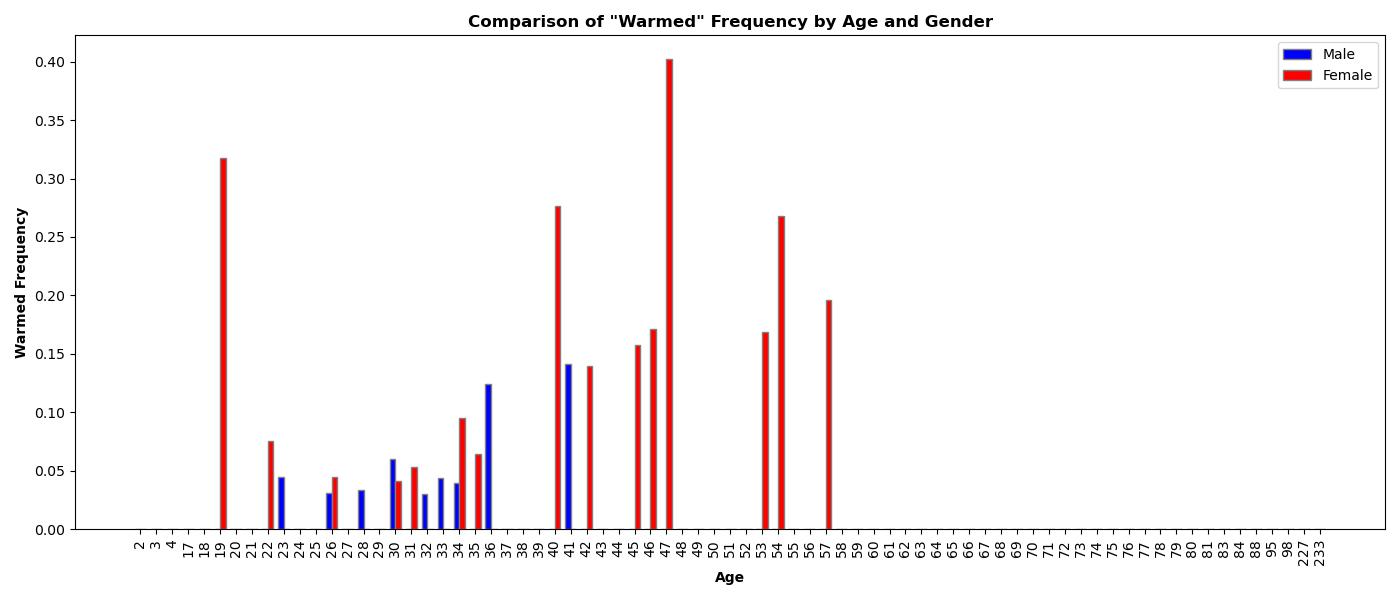 Comparison of "Warmed" Frequency by Age and Gender
Male
Female
Warmed Frequency
0.40
0.35
0.30
0.25
0.20
0.15
0.10
0.05
0.00
2 3 4 17 18 19 20 21 22 23 24 25 26 27 28 29 30 31 32 33 34 35 36 37 38 39 40 41 42 43 44 45 46 47 48 49 50 51 52 53 54 55 56 57 58 59 60 61 62 63 64 65 66 67 68 69 70 71 72 73 74 75 76 77 78 79 80 81 83 84 88 95 98 227 233
Age